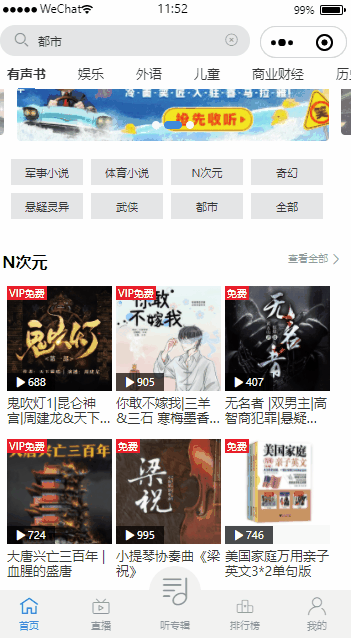 WeChat 11:52 99%
都市
有声书 娱乐 外语 儿童 商业财经 历史
抢先收听
军事小说 体育小说 N次元 奇幻
悬疑灵异 武侠 都市 全部
N次元 查看全部
VIP免费 VIP免费 免费
鬼吹灯 你敢不嫁我 无名者
第一部
688 905 407
鬼吹灯1|昆仑神宫|周建龙&天下...
你敢不嫁我|三羊&三石 寒梅墨香...
无名者 |双男主|高智商犯罪|悬疑...
VIP免费 免费 免费
大唐兴亡三百年 梁祝 美国家庭亲子英文
724 995 746
大唐兴亡三百年 | 血腥的盛唐
小提琴协奏曲《梁祝》
美国家庭万用亲子英文3*2单句版
首页 直播 听专辑 排行榜 我的